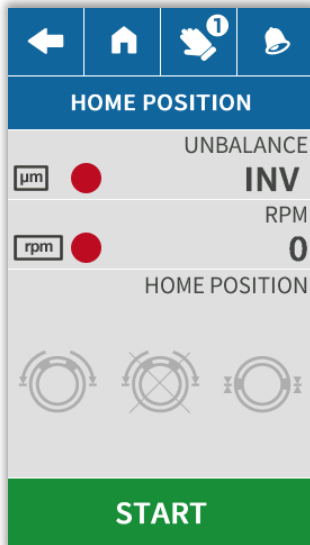 1
HOME POSITION
UNBALANCE
µm
INV
RPM
rpm
0
HOME POSITION
START